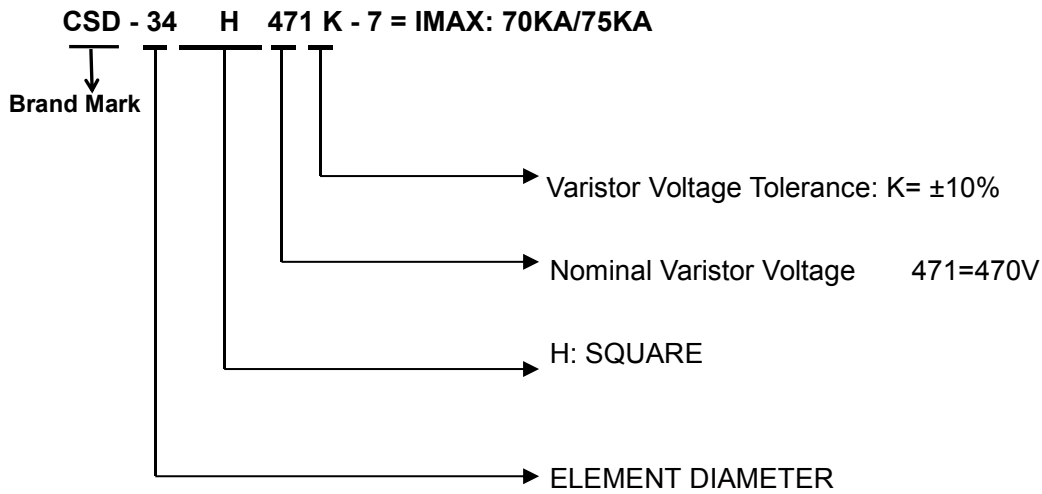 CSD - 34 H 471 K - 7 = IMAX: 70KA/75KA
Brand Mark
Varistor Voltage Tolerance: K= ±10%
Nominal Varistor Voltage 471=470V
H: SQUARE
ELEMENT DIAMETER